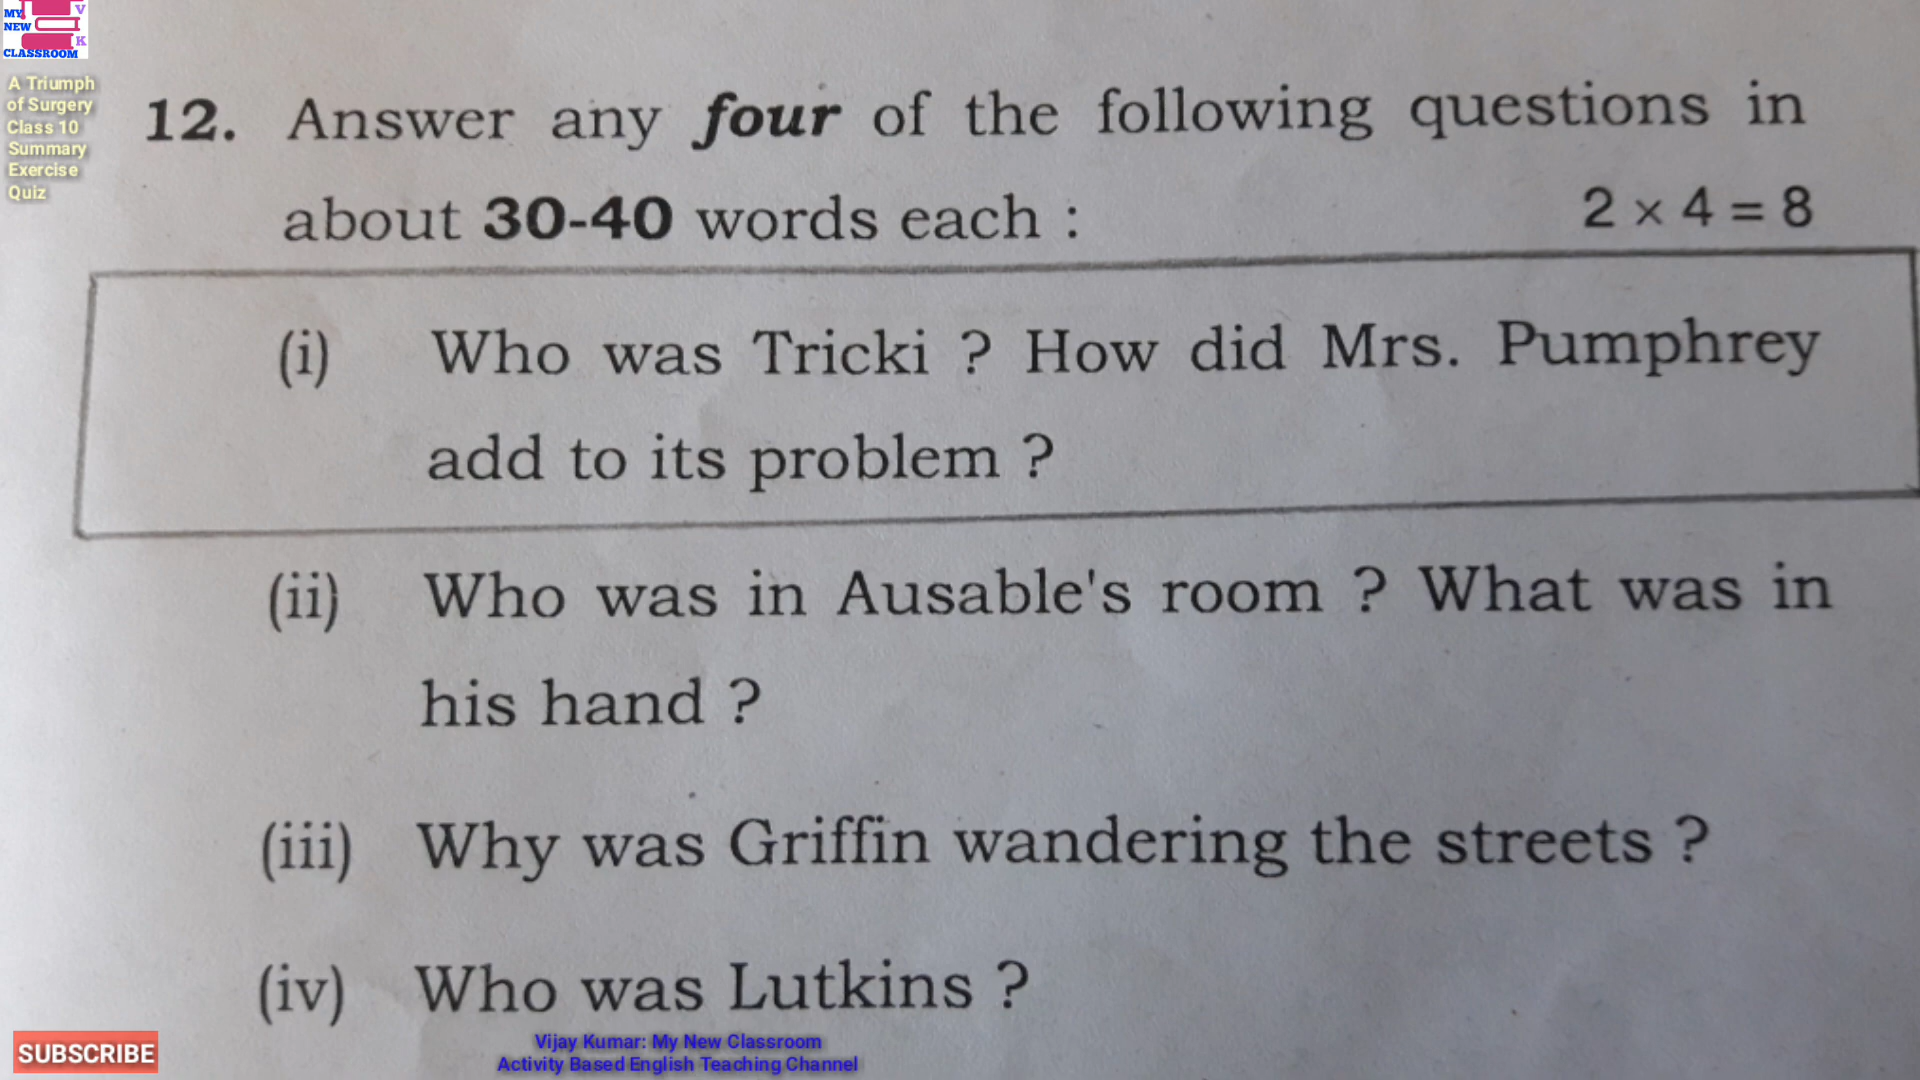 MY
NEW
V
K
CLASSROOM
A Triumph
of Surgery
Class 10
Summary
Exercise
Quiz
12. Answer any four of the following questions in
about 30-40 words each : 2 × 4 = 8
(i) Who was Tricki ? How did Mrs. Pumphrey
add to its problem ?
(ii) Who was in Ausable's room ? What was in
his hand ?
(iii) Why was Griffin wandering the streets ?
(iv) Who was Lutkins ?
SUBSCRIBE
Vijay Kumar: My New Classroom
Activity Based English Teaching Channel